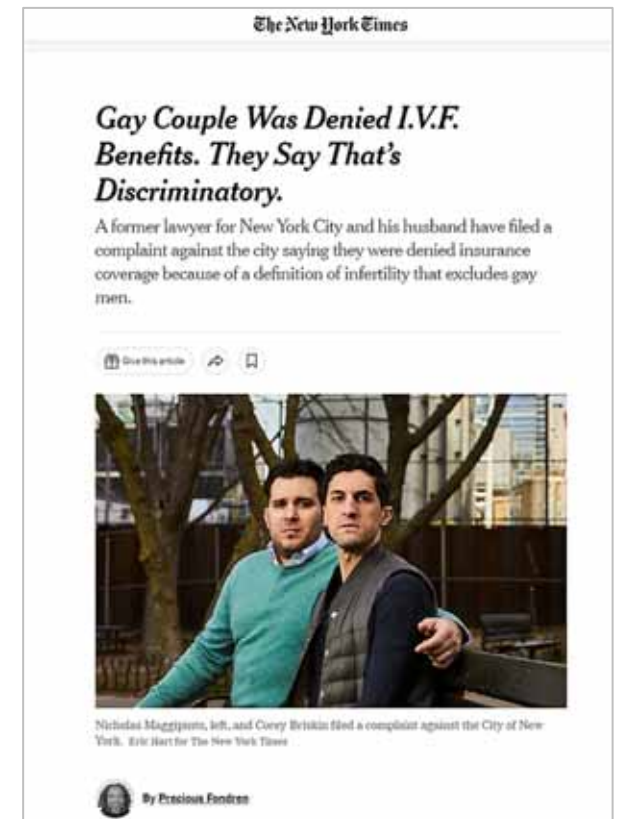 The New York Times
Gay Couple Was Denied I.V.F.
Benefits. They Say That's
Discriminatory.
A former lawyer for New York City and his husband have filed a
complaint against the city saying they were denied insurance
coverage because of a definition of infertility that excludes gay
men.
Give this article
Nicholas Maggipinto, left, and Corey Briskin filed a complaint against the City of New
York. Eric Hart for The New York Times
By Precious Fondren